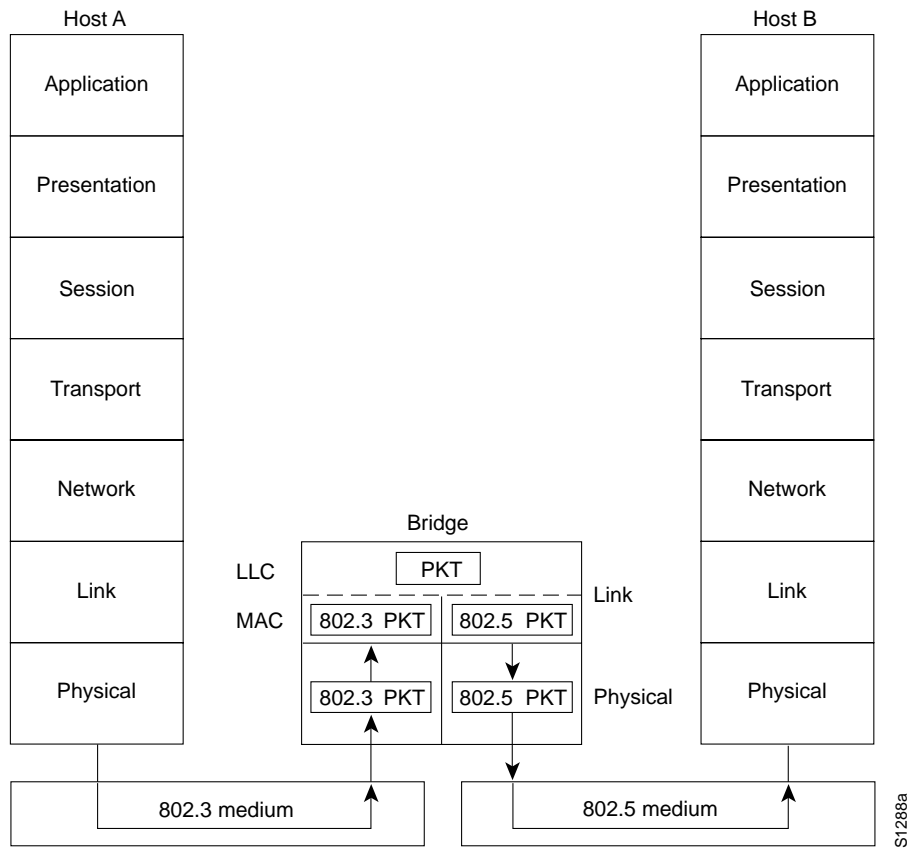 Host A
Host B
Application
Application
Presentation
Presentation
Session
Session
Transport
Transport
Network
Network
Bridge
LLC
PKT
Link
Link
Link
MAC
802.3 PKT
802.5 PKT
Physical
802.3 PKT
802.5 PKT
Physical
Physical
802.3 medium
802.5 medium
S1288a